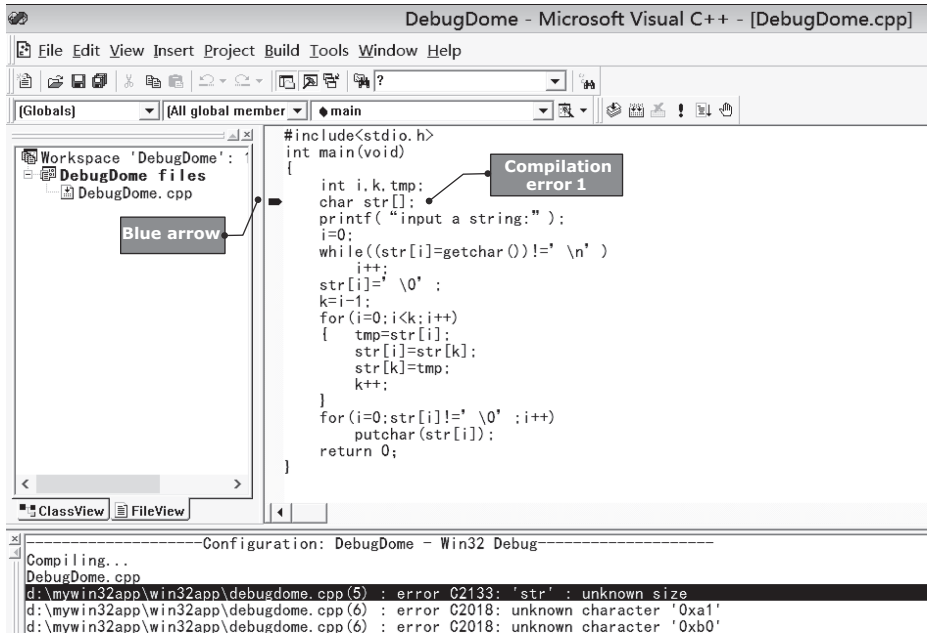 DebugDome - Microsoft Visual C++ - [DebugDome.cpp]
File Edit View Insert Project Build Tools Window Help
?
(Globals) (All global member main
Workspace 'DebugDome': 1
DebugDome files
DebugDome.cpp
Blue arrow
#include<stdio.h>
int main(void)
{
int i,k,tmp;
char str[];
Compilation
error 1
printf( “input a string:” );
i=0;
while((str[i]=getchar())!=’ \n’ )
i++;
str[i]=’ \0’ ;
k=i-1;
for(i=0;i<k;i++)
{ tmp=str[i];
str[i]=str[k];
str[k]=tmp;
k++;
}
for(i=0;str[i]!=’ \0’ ;i++)
putchar(str[i]);
return 0;
}
ClassView FileView
--------------------Configuration: DebugDome - Win32 Debug--------------------
Compiling...
DebugDome.cpp
d:\mywin32app\win32app\debugdome.cpp(5) : error C2133: 'str' : unknown size
d:\mywin32app\win32app\debugdome.cpp(6) : error C2018: unknown character '0xa1'
d:\mywin32app\win32app\debugdome.cpp(6) : error C2018: unknown character '0xb0'